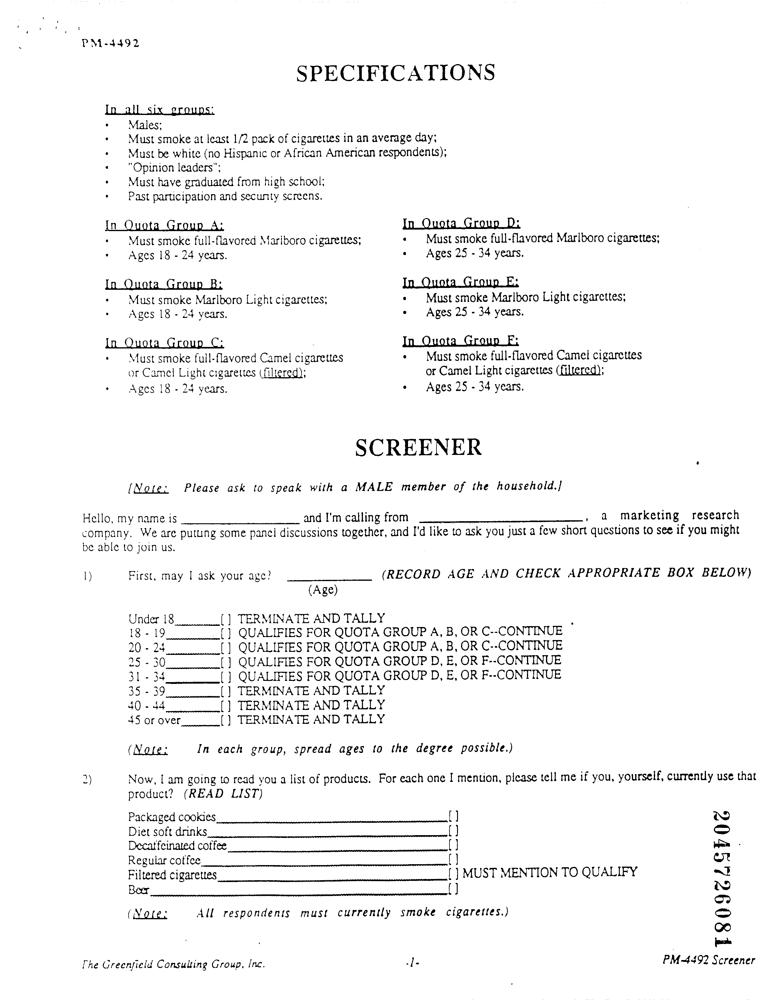 PM-4492
SPECIFICATIONS
In all six groups:
• Males;
• Must smoke at least 1/2 pack of cigarettes in an average day;
• Must be white (no Hispanic or African American respondents);
• "Opinion leaders";
• Must have graduated from high school;
• Past participation and security screens.
In Quota Group A:
• Must smoke full-flavored Marlboro cigarettes;
• Ages 18 - 24 years.
In Quota Group B:
• Must smoke Marlboro Light cigarettes;
• Ages 18 - 24 years.
In Quota Group C:
• Must smoke full-flavored Camel cigarettes
or Camel Light cigarettes (filtered);
• Ages 18 - 24 years.
In Quota Group D:
• Must smoke full-flavored Marlboro cigarettes;
• Ages 25 - 34 years.
In Quota Group E:
• Must smoke Marlboro Light cigarettes;
• Ages 25 - 34 years.
In Quota Group F:
• Must smoke full-flavored Camel cigarettes
or Camel Light cigarettes (filtered);
• Ages 25 - 34 years.
SCREENER
[Note: Please ask to speak with a MALE member of the household.]
Hello, my name is ____________ and I'm calling from ____________, a marketing research
company. We are putting some panel discussions together, and I'd like to ask you just a few short questions to see if you might
be able to join us.
1) First, may I ask your age? ____________ (RECORD AGE AND CHECK APPROPRIATE BOX BELOW)
(Age)
Under 18______[ ] TERMINATE AND TALLY
18 - 19______[ ] QUALIFIES FOR QUOTA GROUP A, B, OR C--CONTINUE
20 - 24______[ ] QUALIFIES FOR QUOTA GROUP A, B, OR C--CONTINUE
25 - 30______[ ] QUALIFIES FOR QUOTA GROUP D, E, OR F--CONTINUE
31 - 34______[ ] QUALIFIES FOR QUOTA GROUP D, E, OR F--CONTINUE
35 - 39______[ ] TERMINATE AND TALLY
40 - 44______[ ] TERMINATE AND TALLY
45 or over______[ ] TERMINATE AND TALLY
(Note: In each group, spread ages to the degree possible.)
2) Now, I am going to read you a list of products. For each one I mention, please tell me if you, yourself, currently use that
product? (READ LIST)
Packaged cookies____________[ ]
Diet soft drinks____________[ ]
Decaffeinated coffee____________[ ]
Regular coffee____________[ ]
Filtered cigarettes____________[ ] MUST MENTION TO QUALIFY
Beer____________[ ]
(Note: All respondents must currently smoke cigarettes.)
2045726081
The Greenfield Consulting Group, Inc. -1- PM-4492 Screener